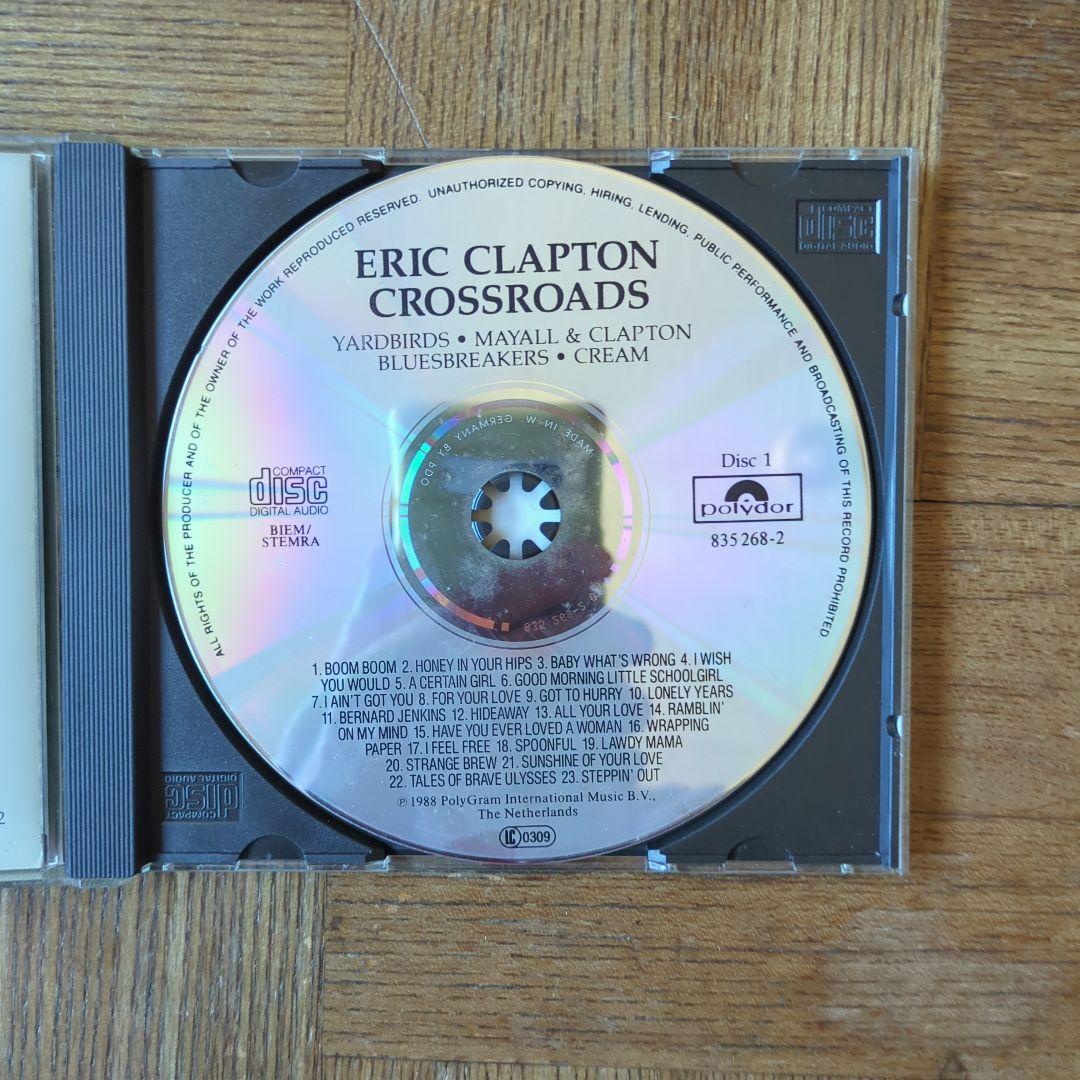 ALL RIGHTS OF THE PRODUCER AND OF THE OWNER OF THE WORK REPRODUCED RESERVED. UNAUTHORIZED COPYING, HIRING, LENDING, PUBLIC PERFORMANCE AND BROADCASTING OF THIS RECORD PROHIBITED
ERIC CLAPTON
CROSSROADS
YARDBIRDS • MAYALL & CLAPTON
BLUESBREAKERS • CREAM
MADE IN W. GERMANY BY PDO
COMPACT
disc
DIGITAL AUDIO
BIEM/
STEMRA
Disc 1
polydor
835 268-2
1. BOOM BOOM 2. HONEY IN YOUR HIPS 3. BABY WHAT'S WRONG 4. I WISH
YOU WOULD 5. A CERTAIN GIRL 6. GOOD MORNING LITTLE SCHOOLGIRL
7. I AIN'T GOT YOU 8. FOR YOUR LOVE 9. GOT TO HURRY 10. LONELY YEARS
11. BERNARD JENKINS 12. HIDEAWAY 13. ALL YOUR LOVE 14. RAMBLIN'
ON MY MIND 15. HAVE YOU EVER LOVED A WOMAN 16. WRAPPING
PAPER 17. I FEEL FREE 18. SPOONFUL 19. LAWDY MAMA
20. STRANGE BREW 21. SUNSHINE OF YOUR LOVE
22. TALES OF BRAVE ULYSSES 23. STEPPIN' OUT
℗ 1988 PolyGram International Music B.V.,
The Netherlands
LC 0309
COMPACT
disc
DIGITAL AUDIO
COMPACT
disc
DIGITAL AUDIO
2